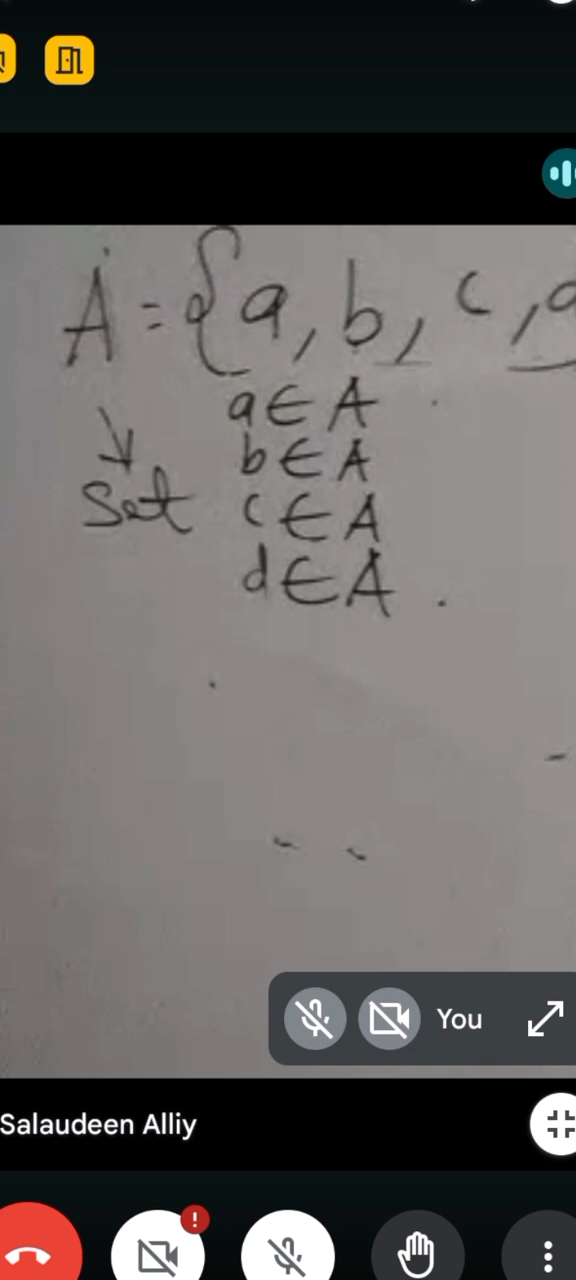 A = {a, b, c, d
a ∈ A
b ∈ A
Set c ∈ A
d ∈ A
You
Salaudeen Alliy
!